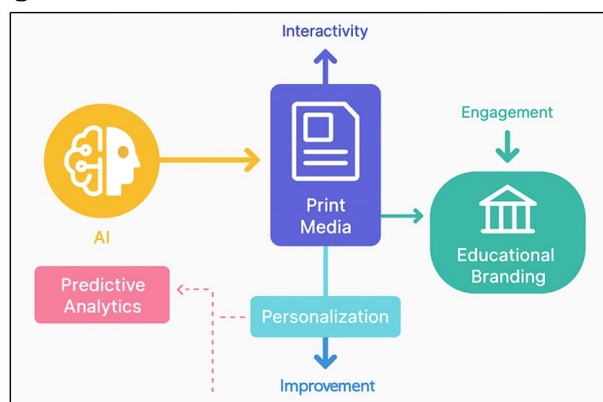 Interactivity
Engagement
Print
Media
AI
Educational
Branding
Predictive
Analytics
Personalization
Improvement